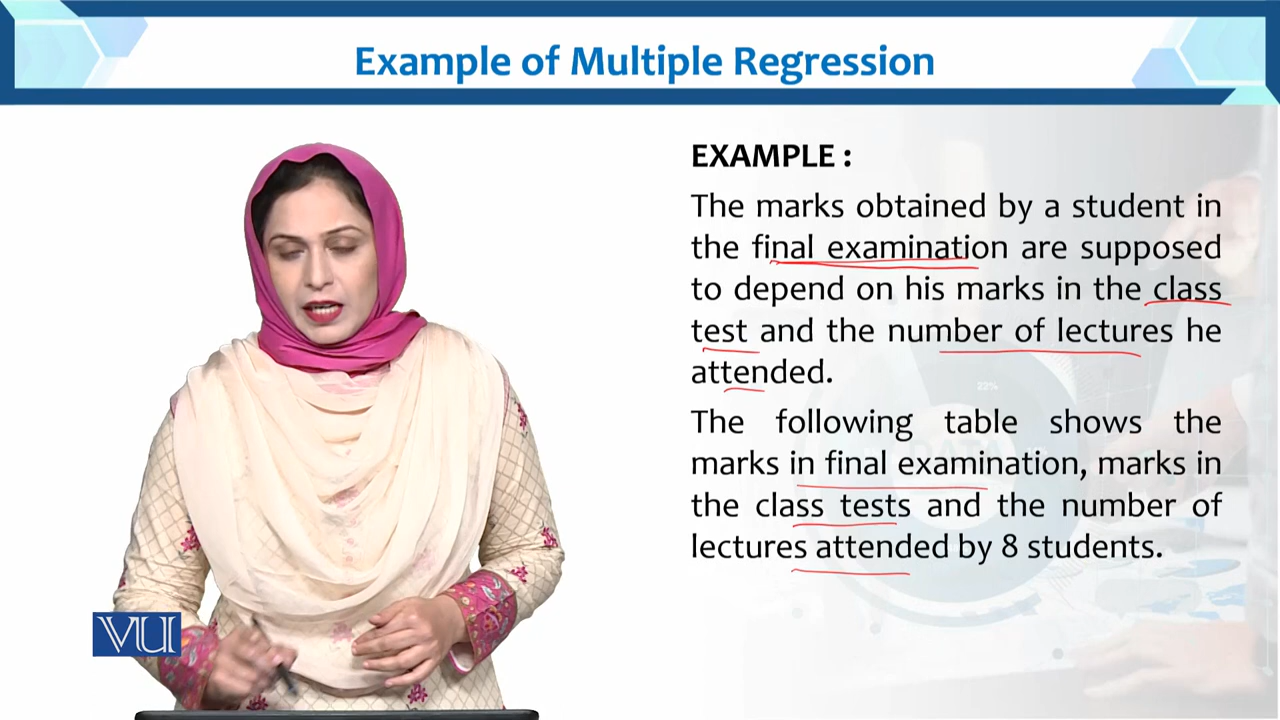 Example of Multiple Regression
EXAMPLE :
The marks obtained by a student in
the final examination are supposed
to depend on his marks in the class
test and the number of lectures he
attended.
The following table shows the
marks in final examination, marks in
the class tests and the number of
lectures attended by 8 students.
22%
DATA
VU